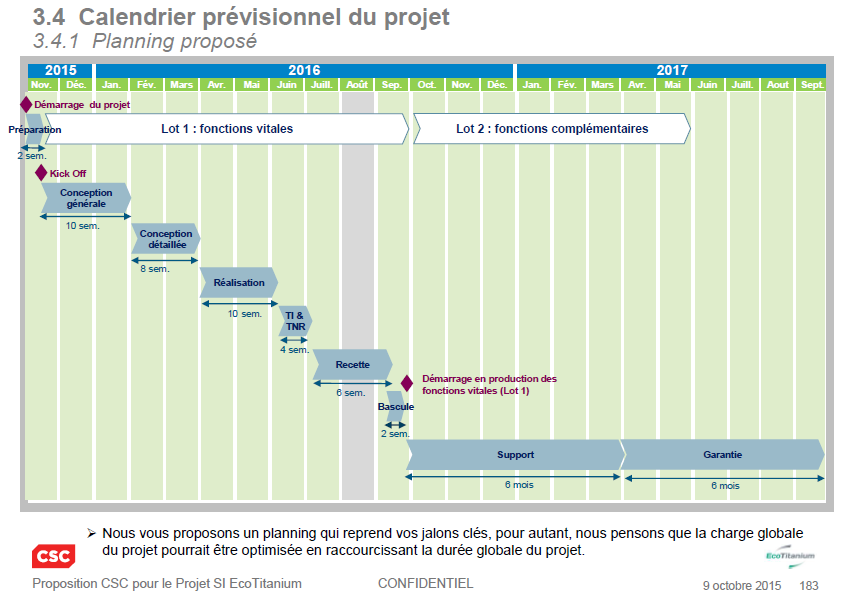 3.4 Calendrier prévisionnel du projet
3.4.1 Planning proposé
2015 2016 2017
Nov. Déc. Jan. Fév. Mars Avr. Mai Juin Juill. Août Sep. Oct. Nov. Déc. Jan. Fév. Mars Avr. Mai Juin Juill. Aout Sept.
Démarrage du projet
Préparation
Lot 1 : fonctions vitales
Lot 2 : fonctions complémentaires
2 sem.
Kick Off
Conception
générale
10 sem.
Conception
détaillée
8 sem.
Réalisation
10 sem.
TI &
TNR
4 sem.
Recette
6 sem.
Démarrage en production des
fonctions vitales (Lot 1)
Bascule
2 sem.
Support
Garantie
6 mois
6 mois
➢ Nous vous proposons un planning qui reprend vos jalons clés, pour autant, nous pensons que la charge globale
du projet pourrait être optimisée en raccourcissant la durée globale du projet.
CSC
EcoTitanium
Proposition CSC pour le Projet SI EcoTitanium
CONFIDENTIEL
9 octobre 2015 183